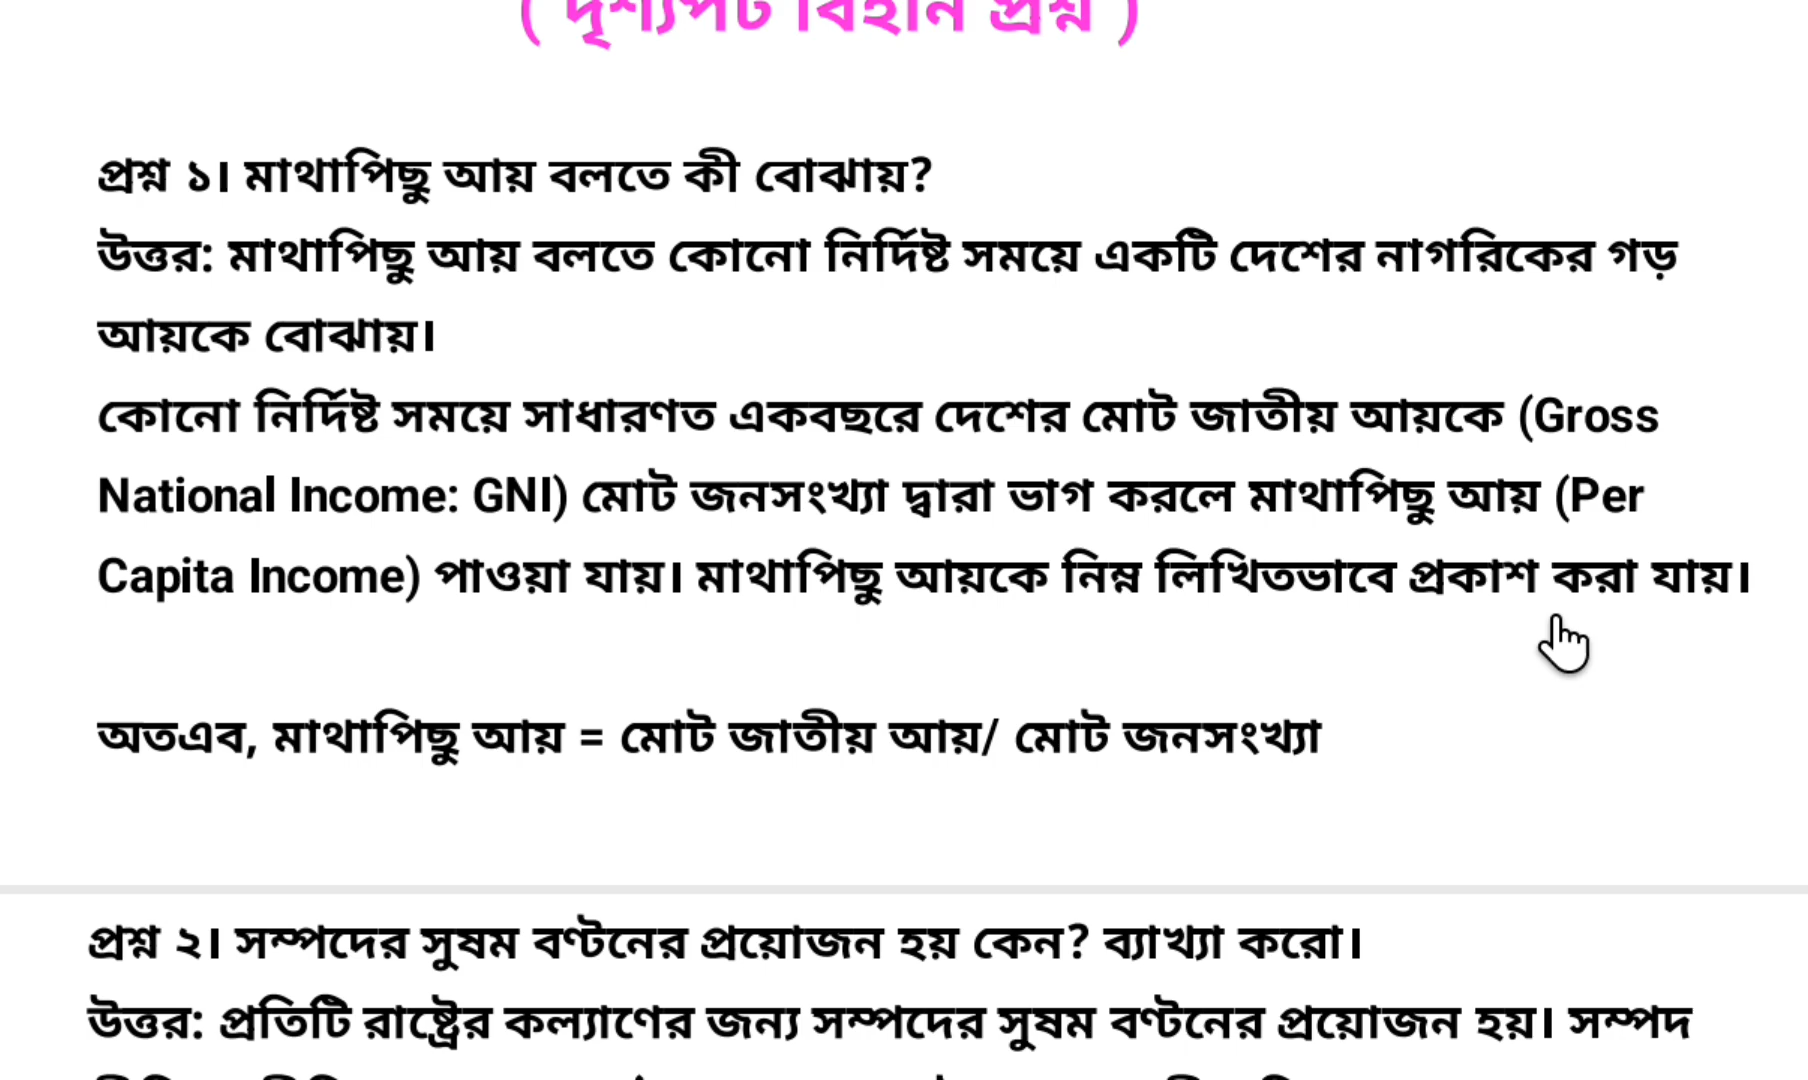 ( দৃশ্যপট বিহীন প্রশ্ন )
প্রশ্ন ১। মাথাপিছু আয় বলতে কী বোঝায়?
উত্তর: মাথাপিছু আয় বলতে কোনো নির্দিষ্ট সময়ে একটি দেশের নাগরিকের গড়
আয়কে বোঝায়।
কোনো নির্দিষ্ট সময়ে সাধারণত একবছরে দেশের মোট জাতীয় আয়কে (Gross
National Income: GNI) মোট জনসংখ্যা দ্বারা ভাগ করলে মাথাপিছু আয় (Per
Capita Income) পাওয়া যায়। মাথাপিছু আয়কে নিম্ন লিখিতভাবে প্রকাশ করা যায়।
অতএব, মাথাপিছু আয় = মোট জাতীয় আয়/ মোট জনসংখ্যা
প্রশ্ন ২। সম্পদের সুষম বণ্টনের প্রয়োজন হয় কেন? ব্যাখ্যা করো।
উত্তর: প্রতিটি রাষ্ট্রের কল্যাণের জন্য সম্পদের সুষম বণ্টনের প্রয়োজন হয়। সম্পদ